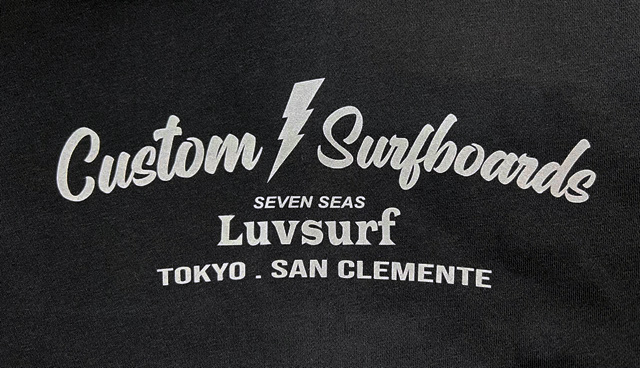 Custom Surfboards
SEVEN SEAS
Luvsurf
TOKYO . SAN CLEMENTE